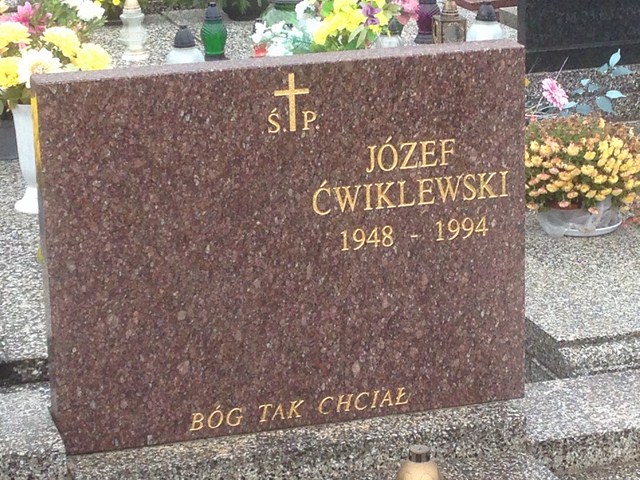 Ś. P.
JÓZEF
ĆWIKLEWSKI
1948 - 1994
BÓG TAK CHCIAŁ